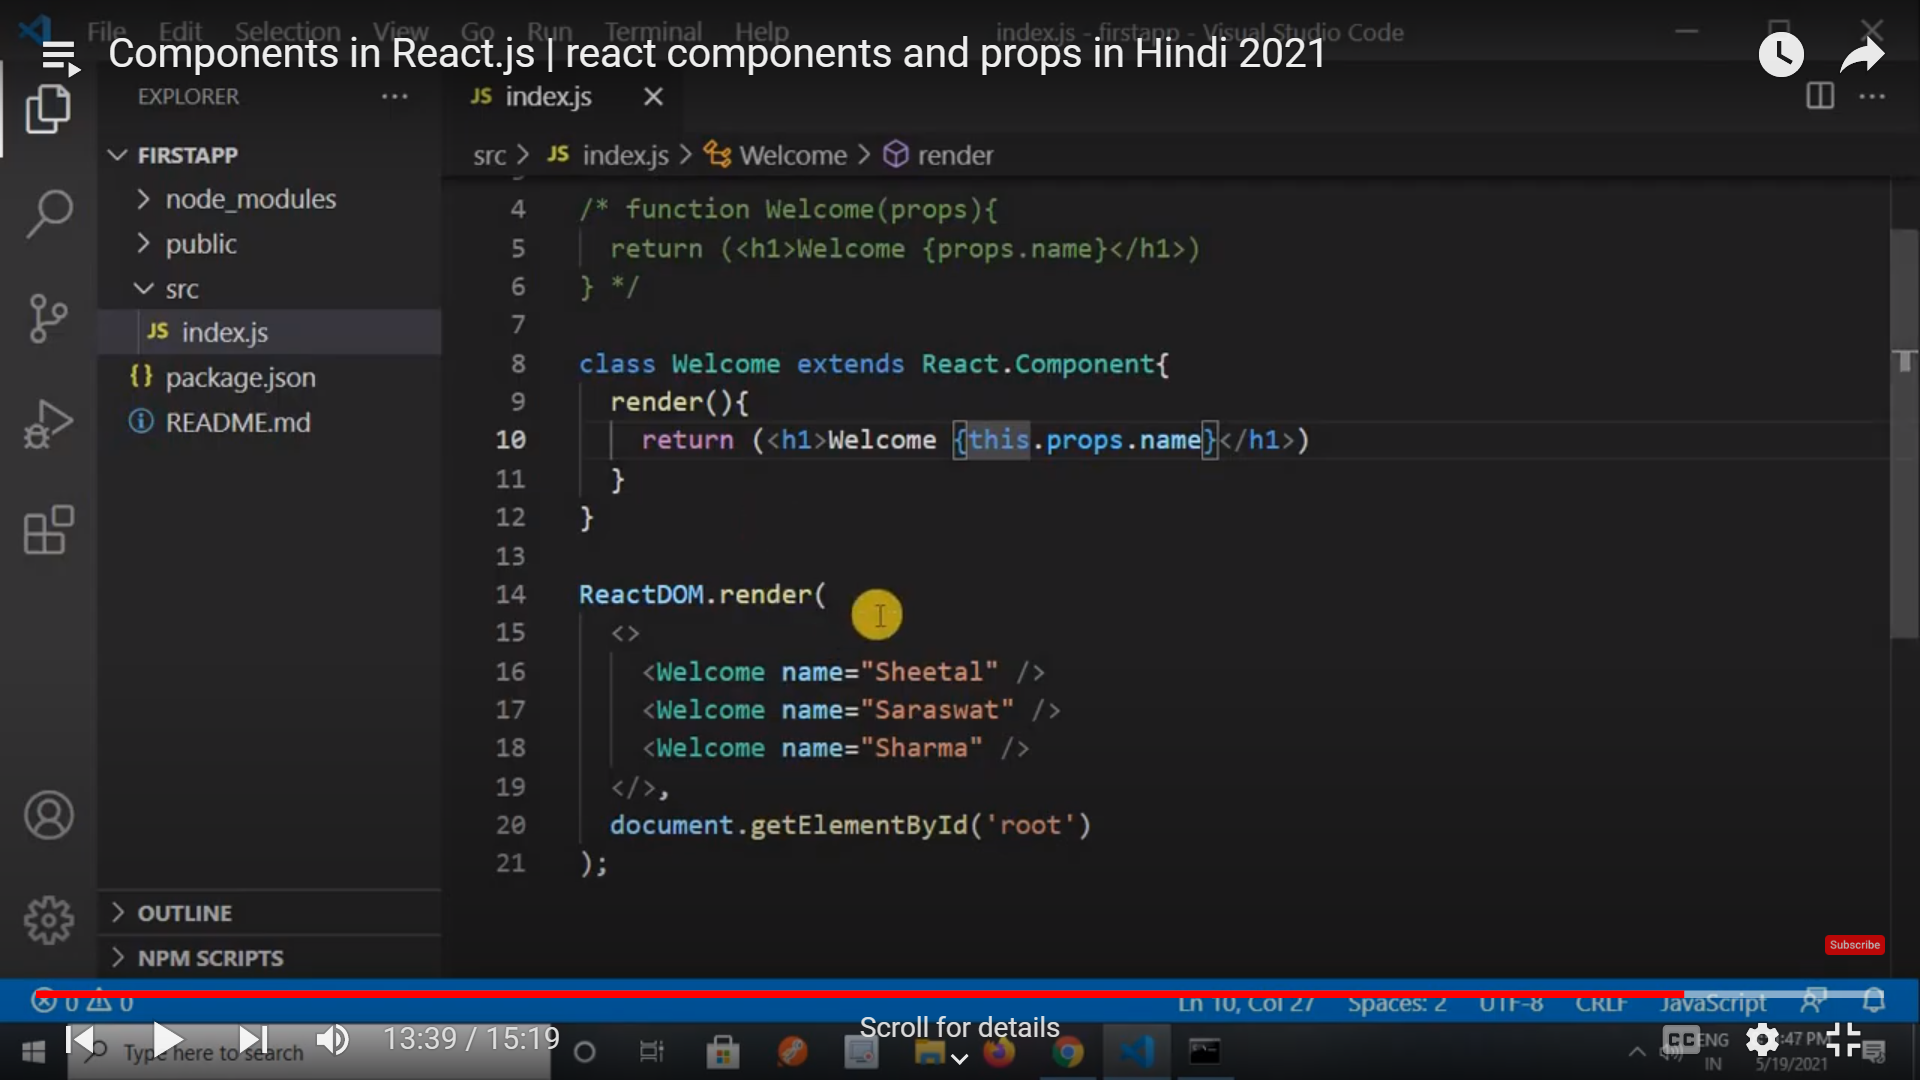 File Edit Selection View Go Run Terminal Help index.js - firstapp - Visual Studio Code
Components in React.js | react components and props in Hindi 2021
EXPLORER
JS index.js
src > JS index.js > Welcome > render
FIRSTAPP
node_modules
public
src
JS index.js
{} package.json
README.md
4 /* function Welcome(props){
5 return (<h1>Welcome {props.name}</h1>)
6 } */
7
8 class Welcome extends React.Component{
9 render(){
10 return (<h1>Welcome {this.props.name}</h1>)
11 }
12 }
13
14 ReactDOM.render(
15 <>
16 <Welcome name="Sheetal" />
17 <Welcome name="Saraswat" />
18 <Welcome name="Sharma" />
19 </>,
20 document.getElementById('root')
21 );
OUTLINE
NPM SCRIPTS
Subscribe
0 0 Ln 10, Col 27 Spaces: 2 UTF-8 CRLF JavaScript
13:39 / 15:19
Scroll for details
Type here to search
CC
ENG
IN
:47 PM
5/19/2021